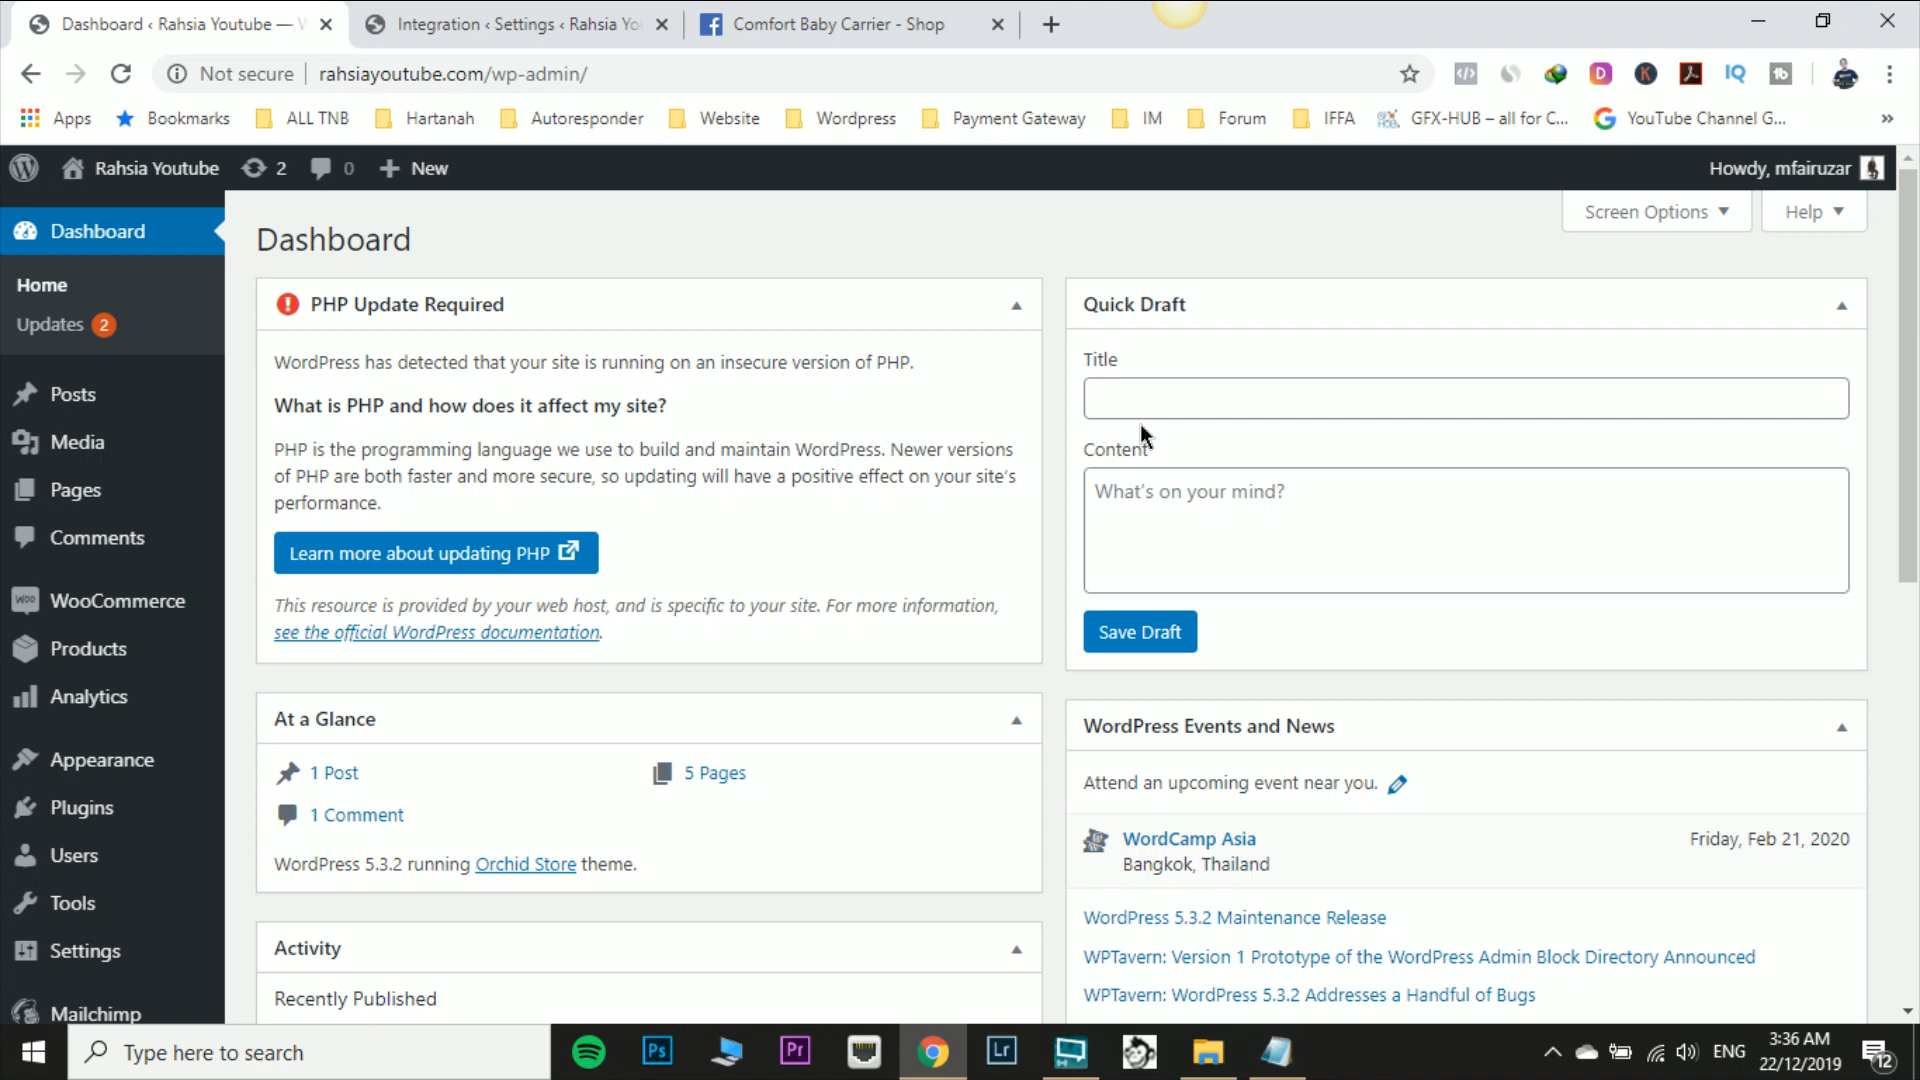 Dashboard ‹ Rahsia Youtube — W
Integration ‹ Settings ‹ Rahsia Yo
Comfort Baby Carrier - Shop
Not secure | rahsiayoutube.com/wp-admin/
Apps Bookmarks ALL TNB Hartanah Autoresponder Website Wordpress Payment Gateway IM Forum IFFA GFX-HUB – all for C... YouTube Channel G... »
Rahsia Youtube 2 0 New
Howdy, mfairuzar
Screen Options Help
Dashboard
Home
Updates 2
Posts
Media
Pages
Comments
WooCommerce
Products
Analytics
Appearance
Plugins
Users
Tools
Settings
Mailchimp
Dashboard
PHP Update Required
WordPress has detected that your site is running on an insecure version of PHP.
What is PHP and how does it affect my site?
PHP is the programming language we use to build and maintain WordPress. Newer versions
of PHP are both faster and more secure, so updating will have a positive effect on your site's
performance.
Learn more about updating PHP
This resource is provided by your web host, and is specific to your site. For more information,
see the official WordPress documentation.
At a Glance
1 Post 5 Pages
1 Comment
WordPress 5.3.2 running Orchid Store theme.
Activity
Recently Published
Quick Draft
Title
Content
What's on your mind?
Save Draft
WordPress Events and News
Attend an upcoming event near you.
WordCamp Asia Friday, Feb 21, 2020
Bangkok, Thailand
WordPress 5.3.2 Maintenance Release
WPTavern: Version 1 Prototype of the WordPress Admin Block Directory Announced
WPTavern: WordPress 5.3.2 Addresses a Handful of Bugs
Type here to search
Ps
Pr
Lr
ENG
3:36 AM
22/12/2019
12